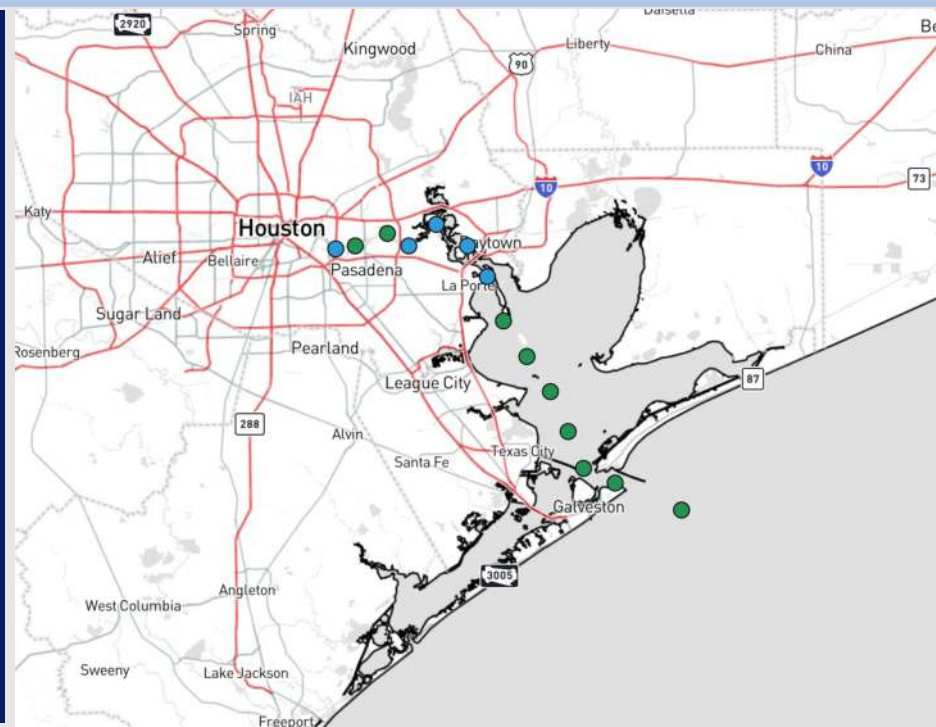 Daisetta
2920
Spring
Be
Kingwood
Liberty
China
90
IAH
10
10
73
Katy
Houston
Baytown
Alief
Bellaire
Pasadena
La Porte
Sugar Land
Pearland
Rosenberg
League City
87
288
Alvin
Texas City
Santa Fe
Galveston
3005
Angleton
West Columbia
Sweeny
Lake Jackson
Freeport